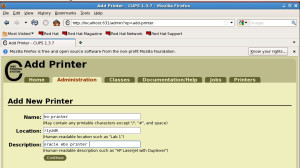 Add Printer - CUPS 1.3.7 - Mozilla Firefox
File Edit View History Bookmarks Tools Help
http://localhost:631/admin?op=add-printer
Most Visited Red Hat Red Hat Magazine Red Hat Network Red Hat Support
Add Printer - CUPS 1.3.7
Mozilla Firefox is free and open source software from the non-profit Mozilla Foundation.
Know your rights...
Add Printer
Home Administration Classes Documentation/Help Jobs Printers
Add New Printer
Name:
(May contain any printable characters except "/", "#", and space)
Location:
(Human-readable location such as "Lab 1")
Description: oracle ebs printer
(Human-readable description such as "HP LaserJet with Duplexer")
Continue